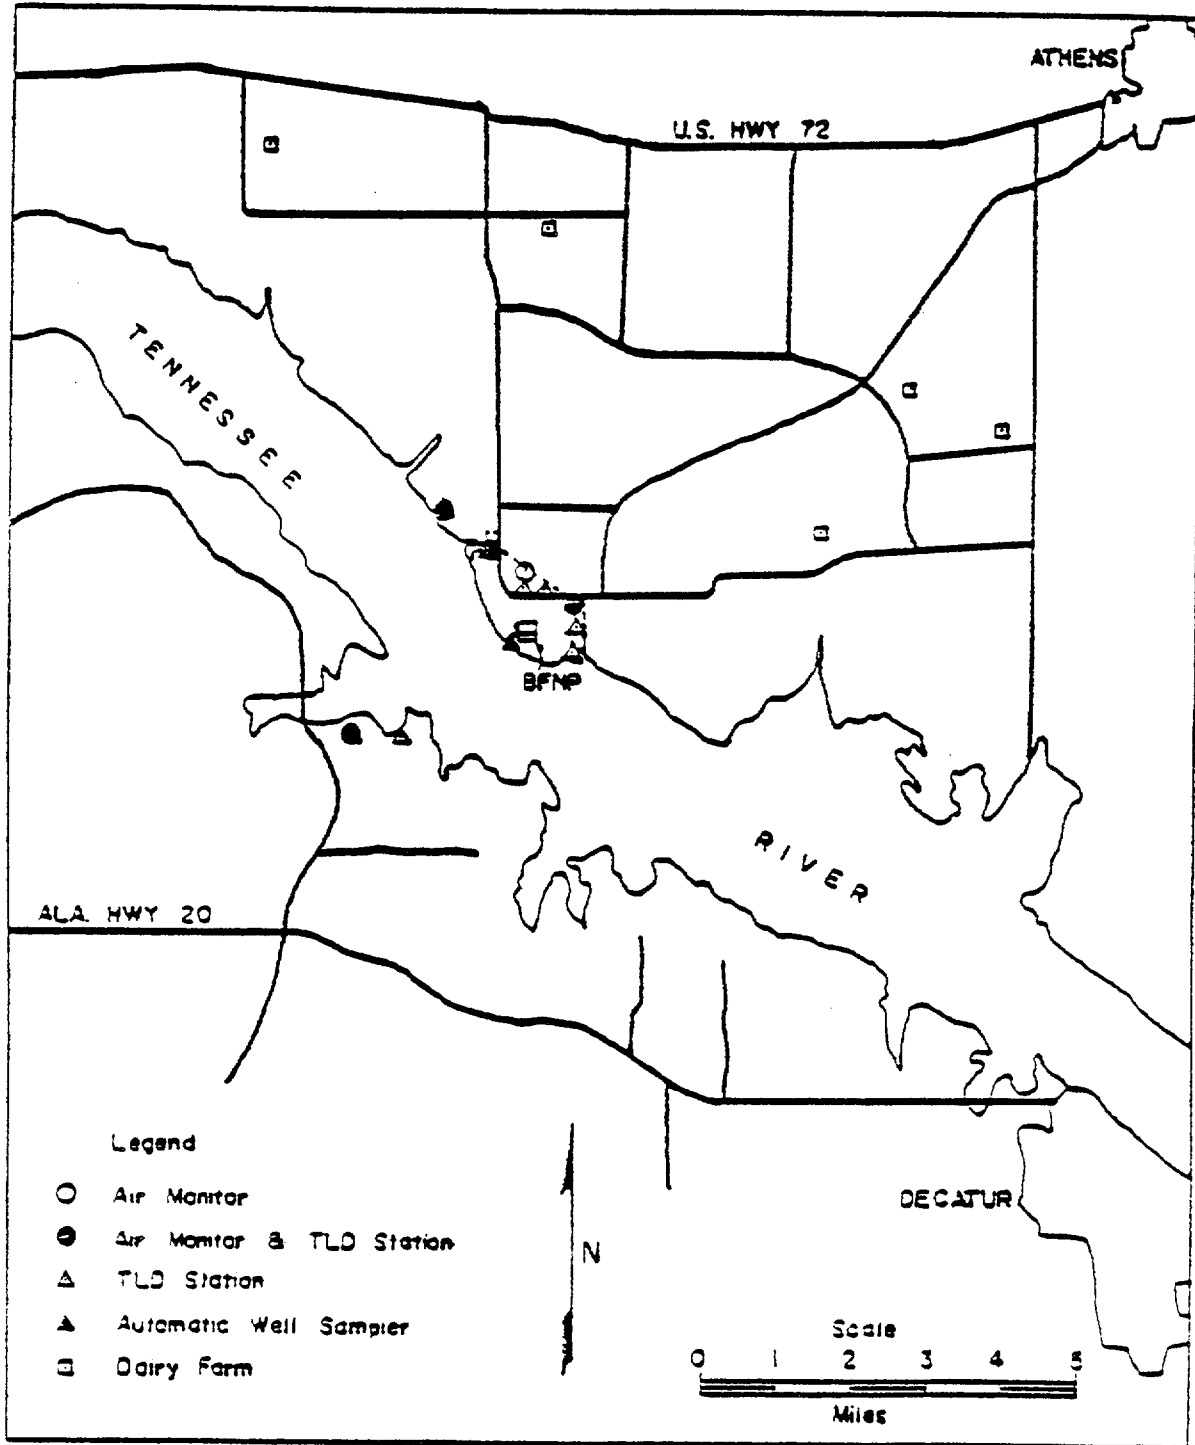 ATHENS
U.S. HWY 72
TENNESSEE
BFNP
RIVER
ALA. HWY 20
Legend
Air Monitor
Air Monitor & TLD Station
TLD Station
Automatic Well Sampler
Dairy Farm
N
DECATUR
Scale
0 1 2 3 4 5
Miles